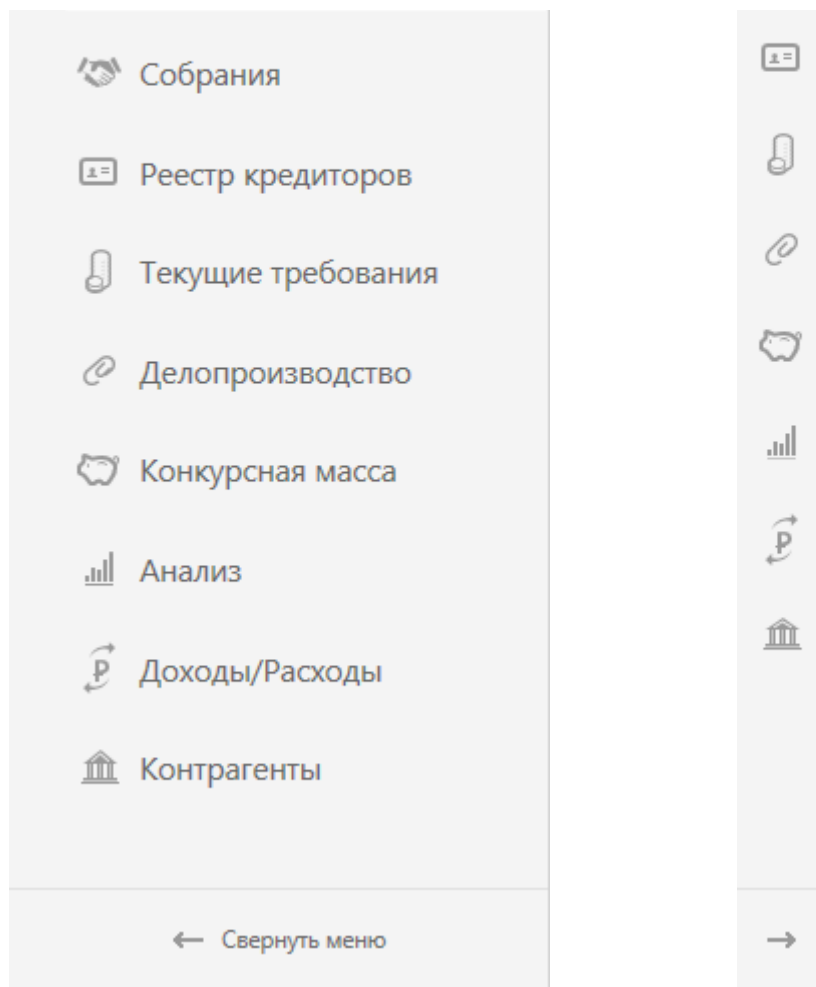 Собрания
Реестр кредиторов
Текущие требования
Делопроизводство
Конкурсная масса
Анализ
Доходы/Расходы
Контрагенты
Свернуть меню